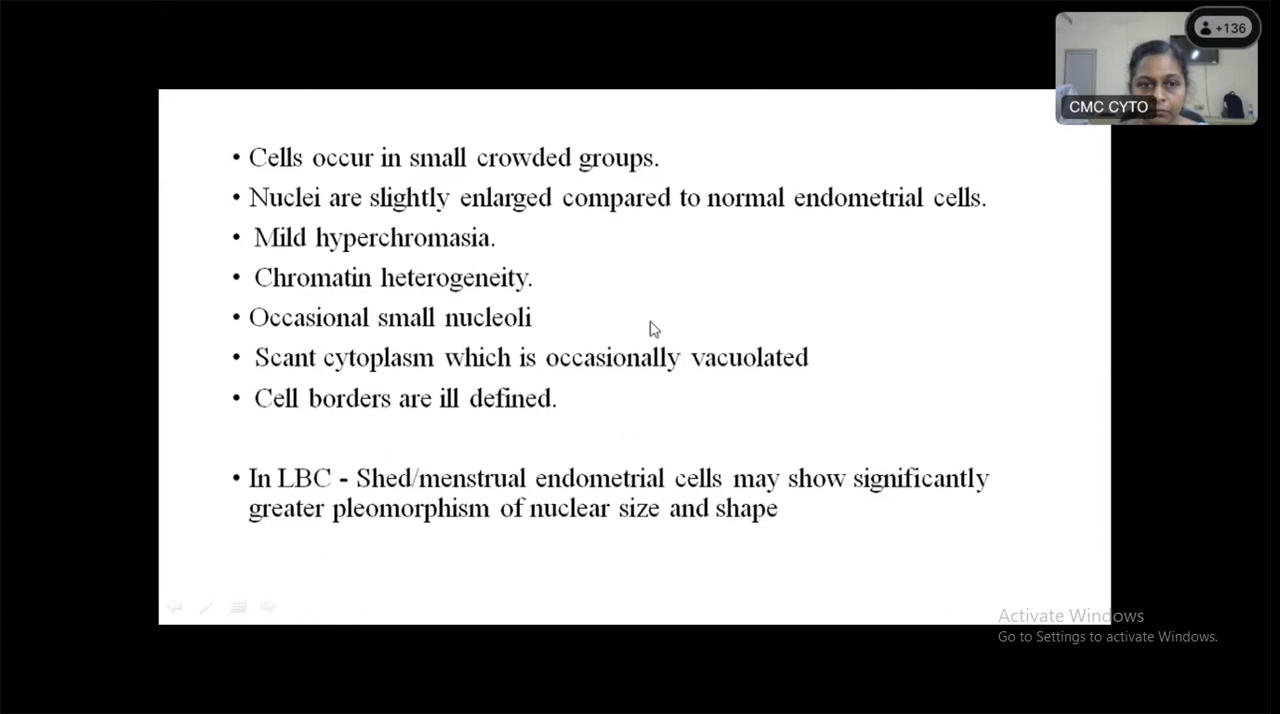 +136
CMC CYTO
• Cells occur in small crowded groups.
• Nuclei are slightly enlarged compared to normal endometrial cells.
• Mild hyperchromasia.
• Chromatin heterogeneity.
• Occasional small nucleoli
• Scant cytoplasm which is occasionally vacuolated
• Cell borders are ill defined.
• In LBC - Shed/menstrual endometrial cells may show significantly
greater pleomorphism of nuclear size and shape
Activate Windows
Go to Settings to activate Windows.